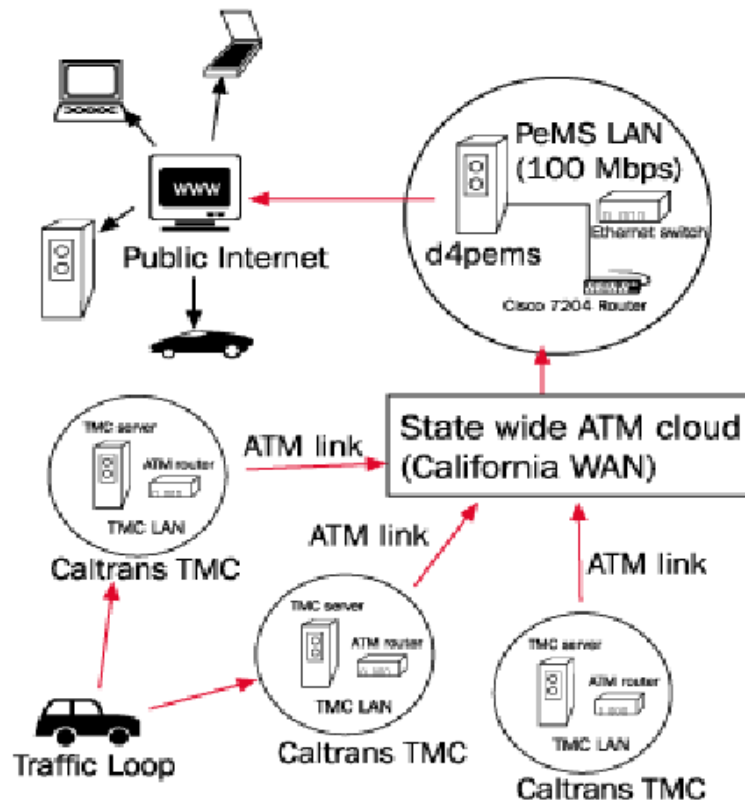 PeMS LAN
(100 Mbps)
www
Ethernet switch
Public Internet
d4pems
Cisco 7204 Router
State wide ATM cloud
(California WAN)
TMC server
ATM link
ATM router
TMC LAN
Caltrans TMC
ATM link
ATM link
TMC server
ATM router
TMC LAN
Caltrans TMC
TMC server
ATM router
TMC LAN
Caltrans TMC
Traffic Loop